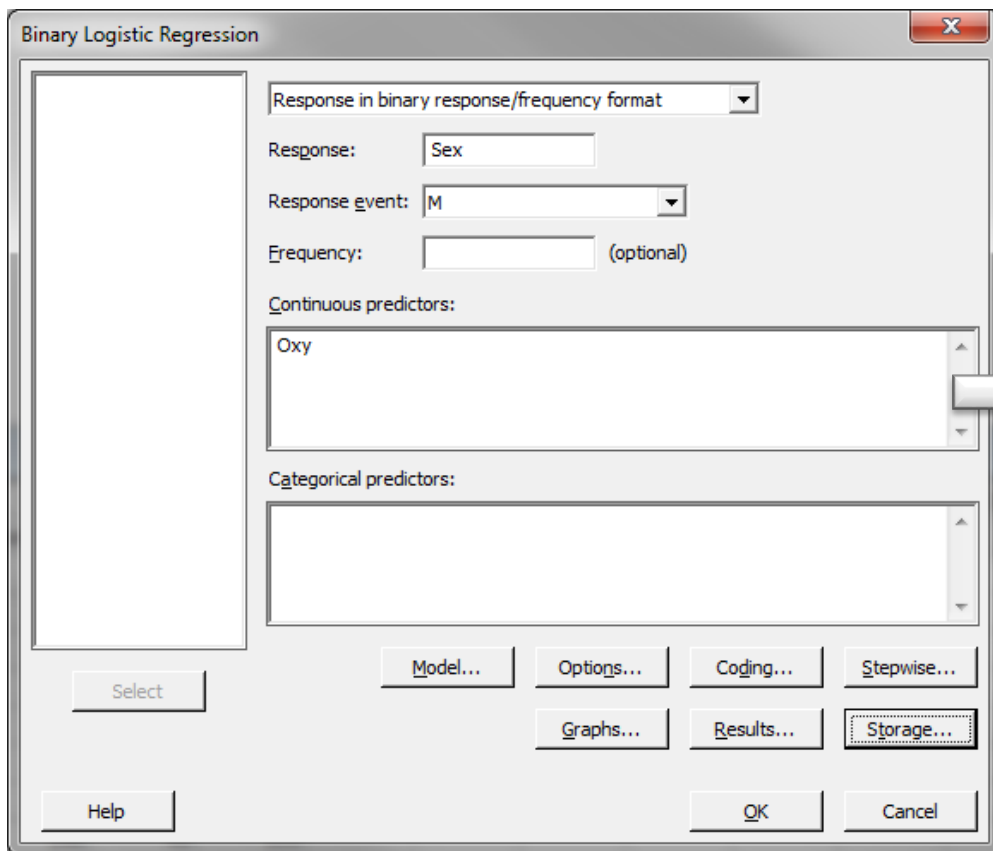 Binary Logistic Regression
Response in binary response/frequency format
Response: Sex
Response event: M
Frequency: (optional)
Continuous predictors:
Oxy
Categorical predictors:
Select
Model... Options... Coding... Stepwise...
Graphs... Results... Storage...
Help OK Cancel